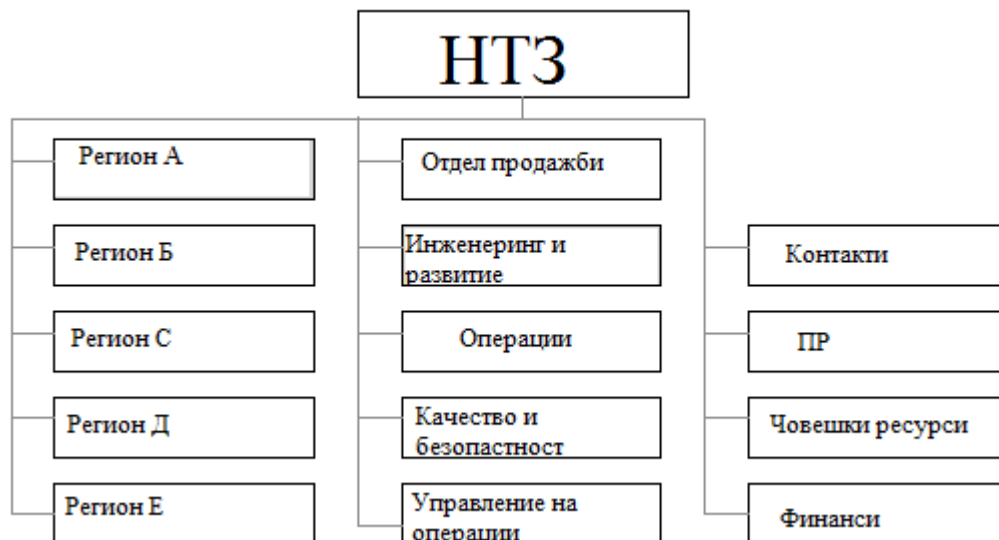 НТЗ
Регион А
Регион Б
Регион С
Регион Д
Регион Е
Отдел продажби
Инженеринг и
развитие
Операции
Качество и
безопастност
Управление на
операции
Контакти
ПР
Човешки ресурси
Финанси